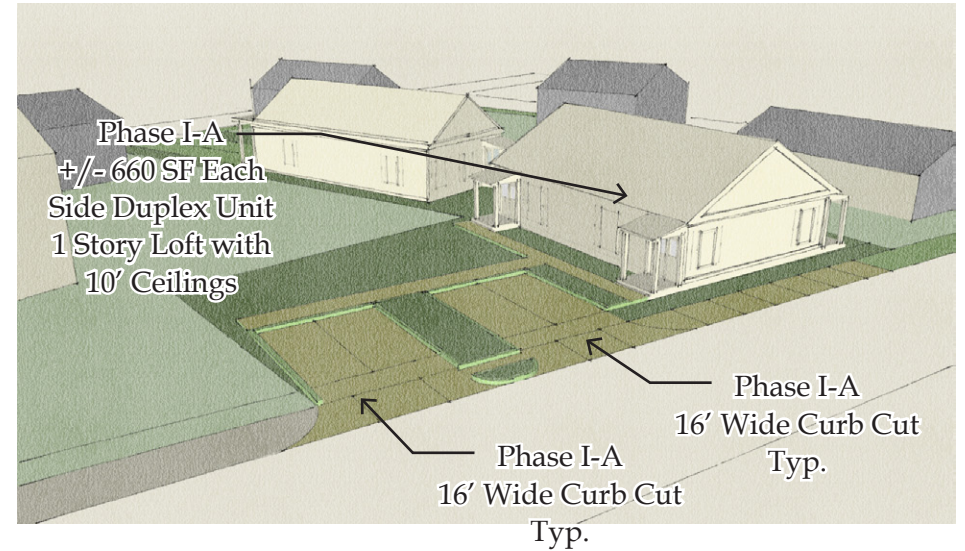 Phase I-A
+/- 660 SF Each
Side Duplex Unit
1 Story Loft with
10′ Ceilings
Phase I-A
16′ Wide Curb Cut
Typ.
Phase I-A
16′ Wide Curb Cut
Typ.